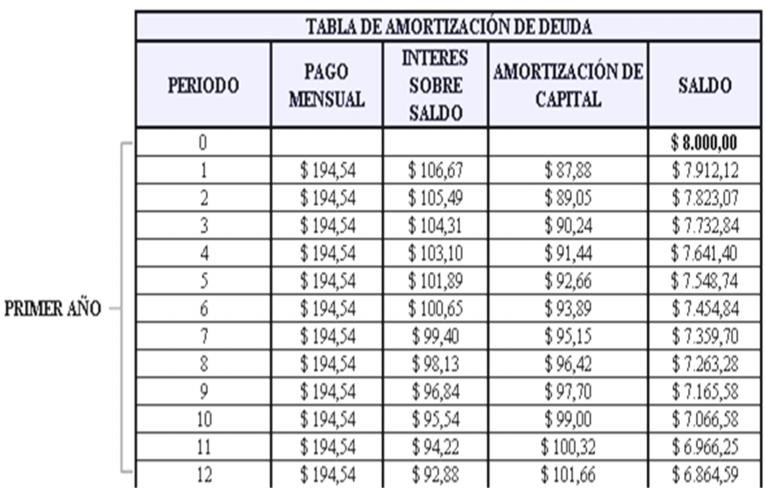 TABLA DE AMORTIZACIÓN DE DEUDA
PERIODO PAGO MENSUAL INTERES SOBRE SALDO AMORTIZACIÓN DE CAPITAL SALDO
0 $ 8.000,00
1 $ 194,54 $ 106,67 $ 87,88 $ 7.912,12
2 $ 194,54 $ 105,49 $ 89,05 $ 7.823,07
3 $ 194,54 $ 104,31 $ 90,24 $ 7.732,84
4 $ 194,54 $ 103,10 $ 91,44 $ 7.641,40
5 $ 194,54 $ 101,89 $ 92,66 $ 7.548,74
PRIMER AÑO
6 $ 194,54 $ 100,65 $ 93,89 $ 7.454,84
7 $ 194,54 $ 99,40 $ 95,15 $ 7.359,70
8 $ 194,54 $ 98,13 $ 96,42 $ 7.263,28
9 $ 194,54 $ 96,84 $ 97,70 $ 7.165,58
10 $ 194,54 $ 95,54 $ 99,00 $ 7.066,58
11 $ 194,54 $ 94,22 $ 100,32 $ 6.966,25
12 $ 194,54 $ 92,88 $ 101,66 $ 6.864,59